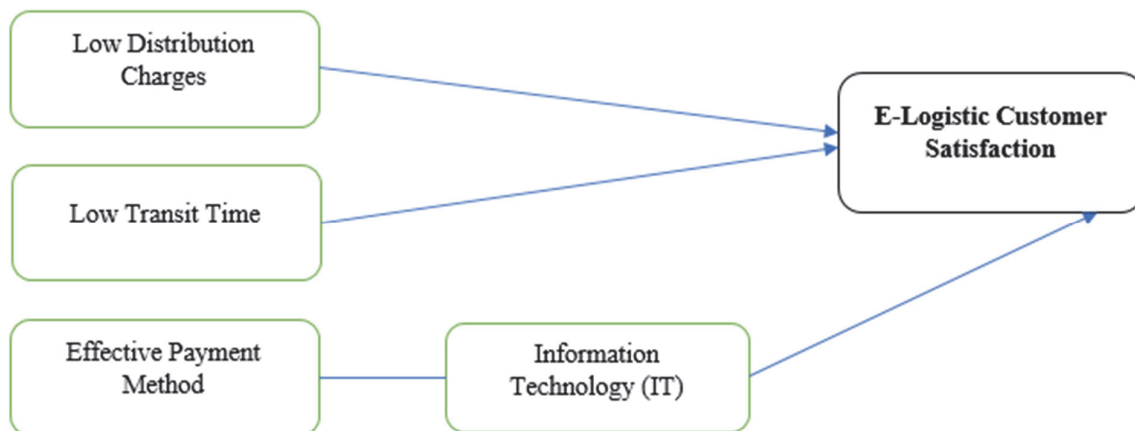 Low Distribution
Charges
E-Logistic Customer
Satisfaction
Low Transit Time
Effective Payment
Method
Information
Technology (IT)